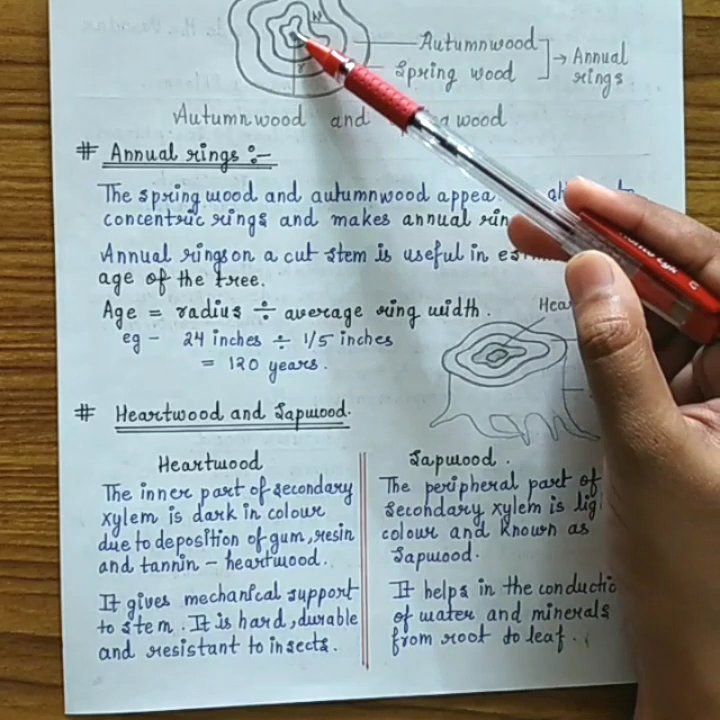 Autumnwood
Spring wood
→ Annual rings
Autumnwood and wood
# Annual rings :-
The spring wood and autumnwood
concentric rings and makes annual
Annual rings on a cut stem is useful in
age of the tree.
Age = radius ÷ average ring width.
eg - 24 inches ÷ 1/5 inches
= 120 years.
# Heartwood and Sapwood.
Heartwood
The inner part of secondary
xylem is dark in colour
due to deposition of gum, resin
and tannin - heartwood.
It gives mechanical support
to stem. It is hard, durable
and resistant to insects.
Sapwood.
The peripheral part of
secondary xylem is
colour and known as
Sapwood.
It helps in the
of water and minerals
from root to leaf.